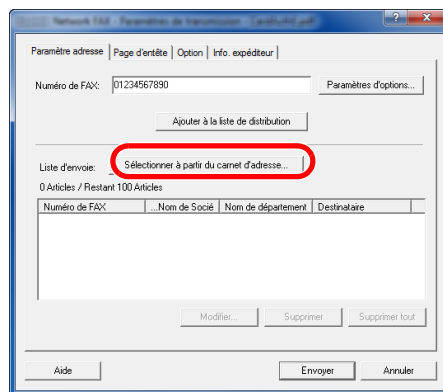 Network FAX - Paramètres de transmission -
Paramètre adresse Page d'entête Option Info. expéditeur
Numéro de FAX: 01234567890 Paramètres d'options...
Ajouter à la liste de distribution
Liste d'envoie: Sélectionner à partir du carnet d'adresse...
0 Articles / Restant 100 Articles
Numéro de FAX ...Nom de Socié Nom de département Destinataire
Modifier... Supprimer Supprimer tout
Aide Envoyer Annuler